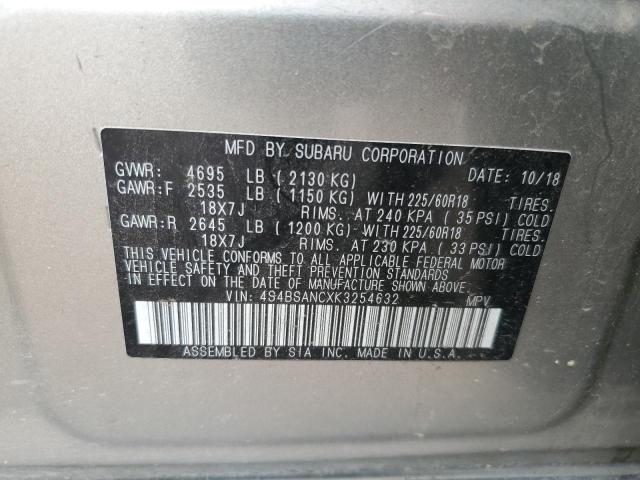 MFD BY SUBARU CORPORATION
GVWR: 4695 LB ( 2130 KG) DATE: 10/18
GAWR:F 2535 LB ( 1150 KG) WITH 225/60R18 TIRES.
18X7J RIMS. AT 240 KPA ( 35 PSI) COLD
GAWR:R 2645 LB ( 1200 KG) WITH 225/60R18 TIRES.
18X7J RIMS. AT 230 KPA ( 33 PSI) COLD
THIS VEHICLE CONFORMS TO ALL APPLICABLE FEDERAL MOTOR
VEHICLE SAFETY AND THEFT PREVENTION STANDARDS
IN EFFECT ON THE DATE OF MANUFACTURE SHOWN ABOVE.
VIN: 4S4BSANCXK3254632 MPV
ASSEMBLED BY SIA INC. MADE IN U.S.A.